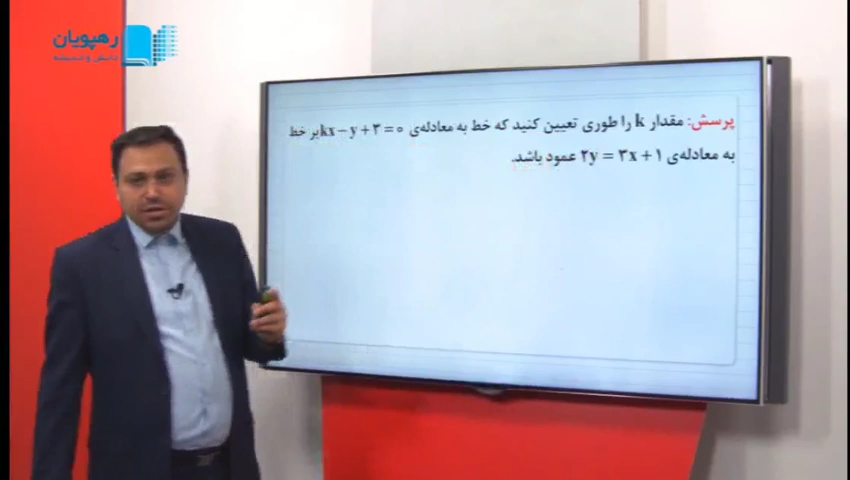 رهپویان
دانش و اندیشه
پرسش: مقدار k را طوری تعیین کنید که خط به معادله‌ی kx − y + ۳ = ۰ بر خط
به معادله‌ی ۲y = ۳x + ۱ عمود باشد.